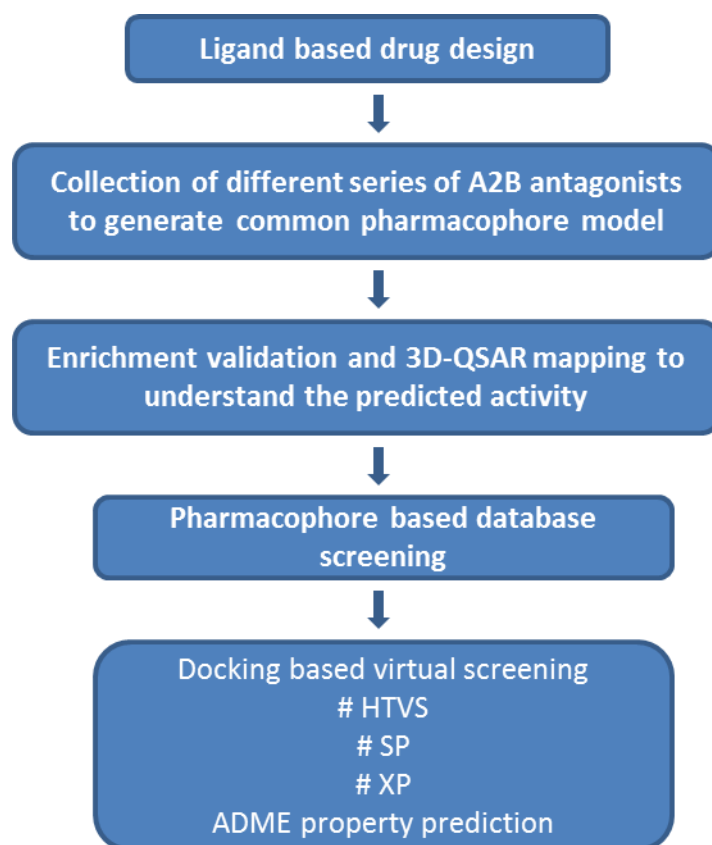 Ligand based drug design
Collection of different series of A2B antagonists
to generate common pharmacophore model
Enrichment validation and 3D-QSAR mapping to
understand the predicted activity
Pharmacophore based database
screening
Docking based virtual screening
# HTVS
# SP
# XP
ADME property prediction